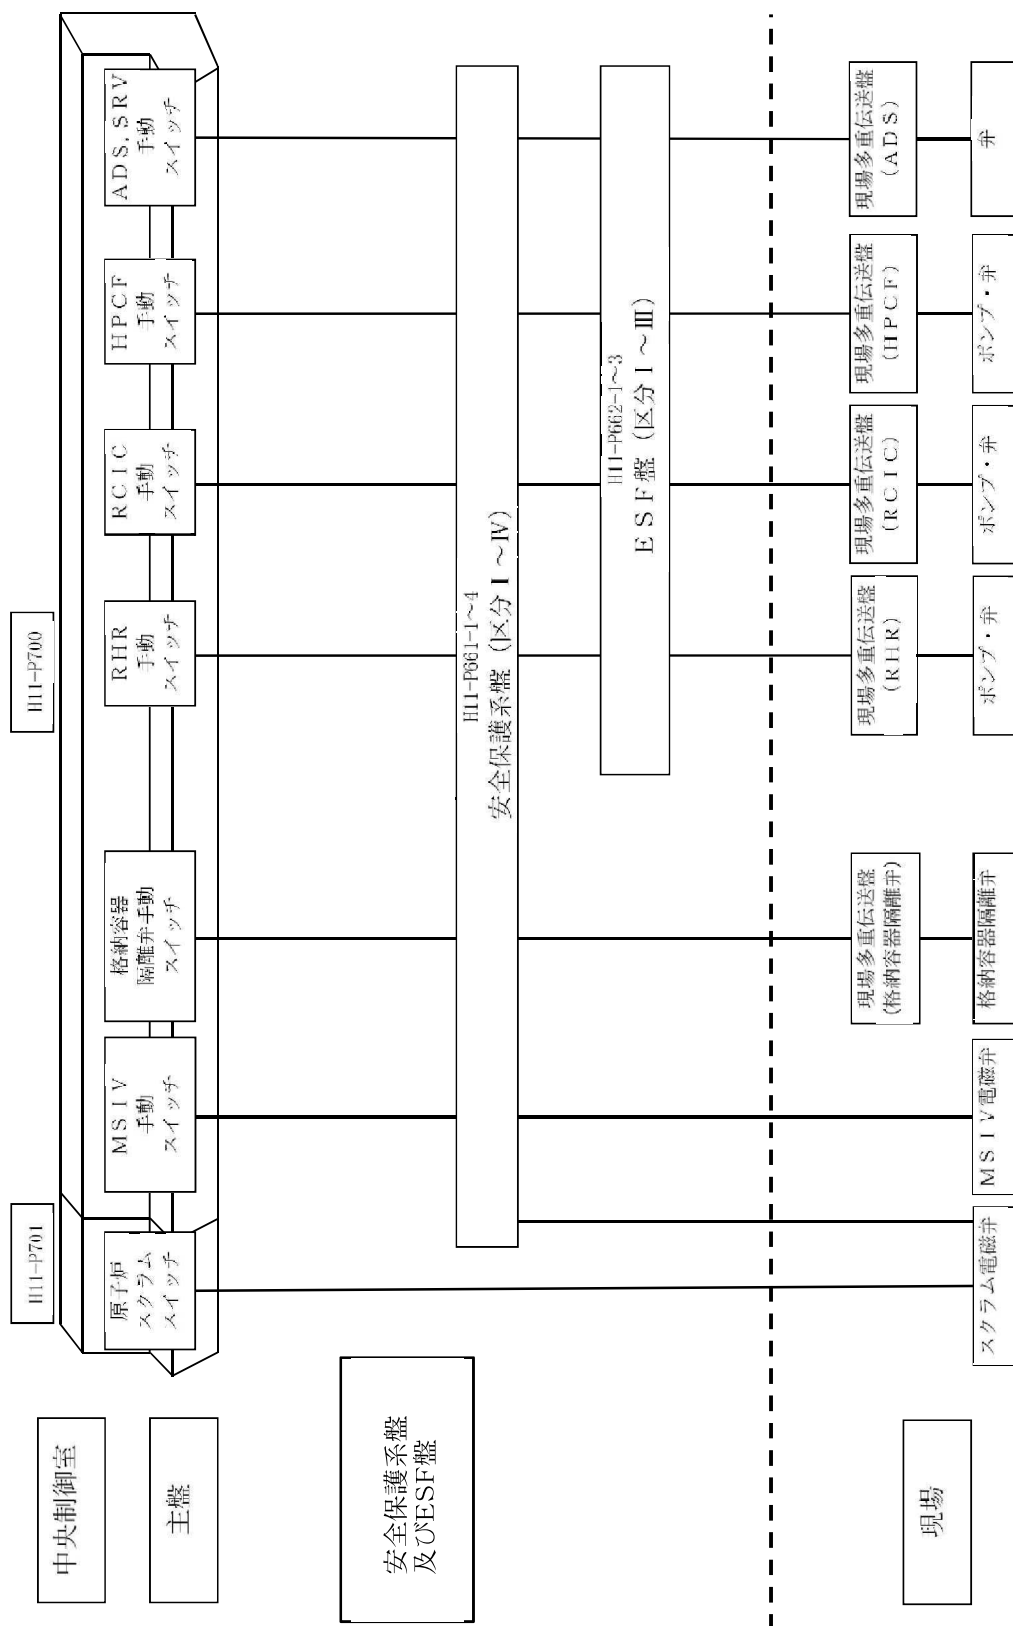 中央制御室
H11-P701
H11-P700
主盤
原子炉
スクラム
スイッチ
MSIV
手動
スイッチ
格納容器
隔離弁手動
スイッチ
RHR
手動
スイッチ
RCIC
手動
スイッチ
HPCF
手動
スイッチ
ADS,SRV
手動
スイッチ
安全保護系盤
及びESF盤
H11-P661-1～4
安全保護系盤（区分Ⅰ～Ⅳ）
H11-P662-1～3
ESF盤（区分Ⅰ～Ⅲ）
現場
現場多重伝送盤
(格納容器隔離弁)
現場多重伝送盤
(RHR)
現場多重伝送盤
(RCIC)
現場多重伝送盤
(HPCF)
現場多重伝送盤
(ADS)
スクラム電磁弁
MSIV電磁弁
格納容器隔離弁
ポンプ・弁
ポンプ・弁
ポンプ・弁
弁